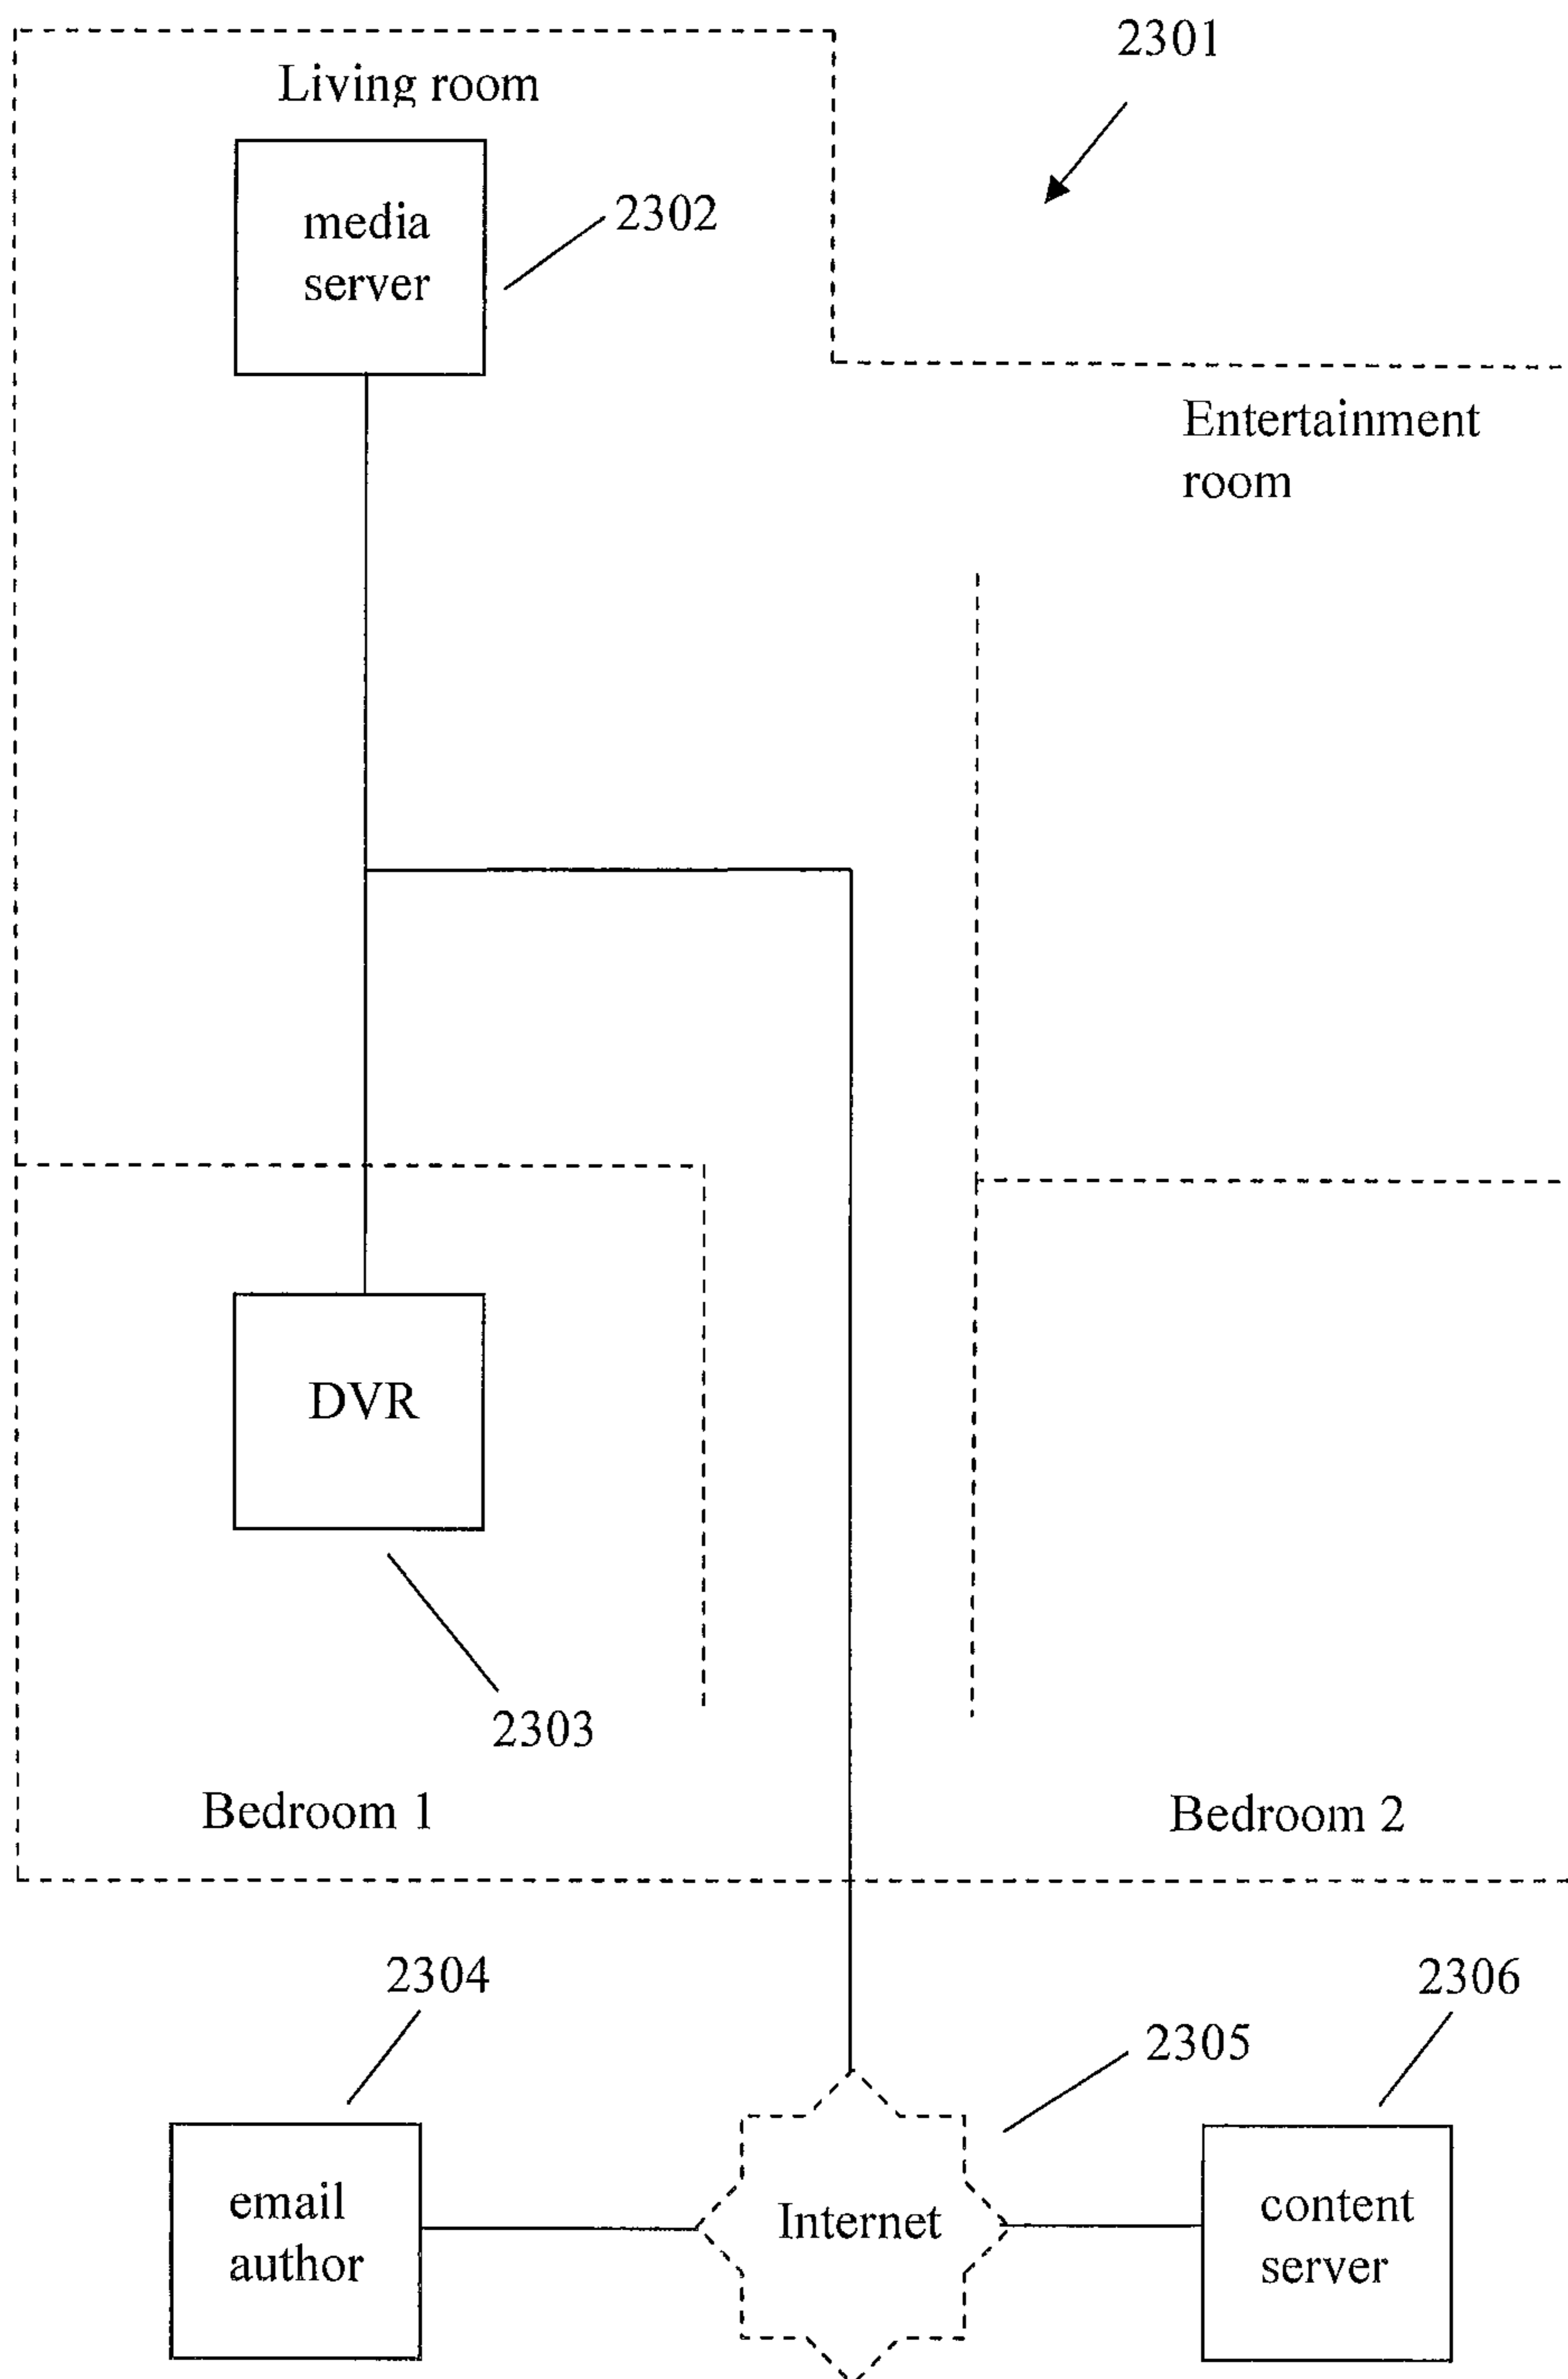 2301
Living room
media
server
2302
Entertainment
room
DVR
2303
Bedroom 1
Bedroom 2
2304
2306
2305
email
author
Internet
content
server